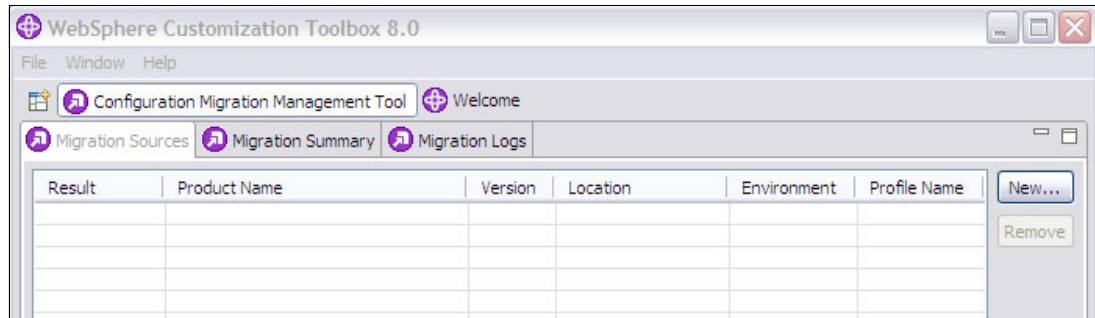 WebSphere Customization Toolbox 8.0
File Window Help
Configuration Migration Management Tool Welcome
Migration Sources Migration Summary Migration Logs
Result Product Name Version Location Environment Profile Name New...
Remove